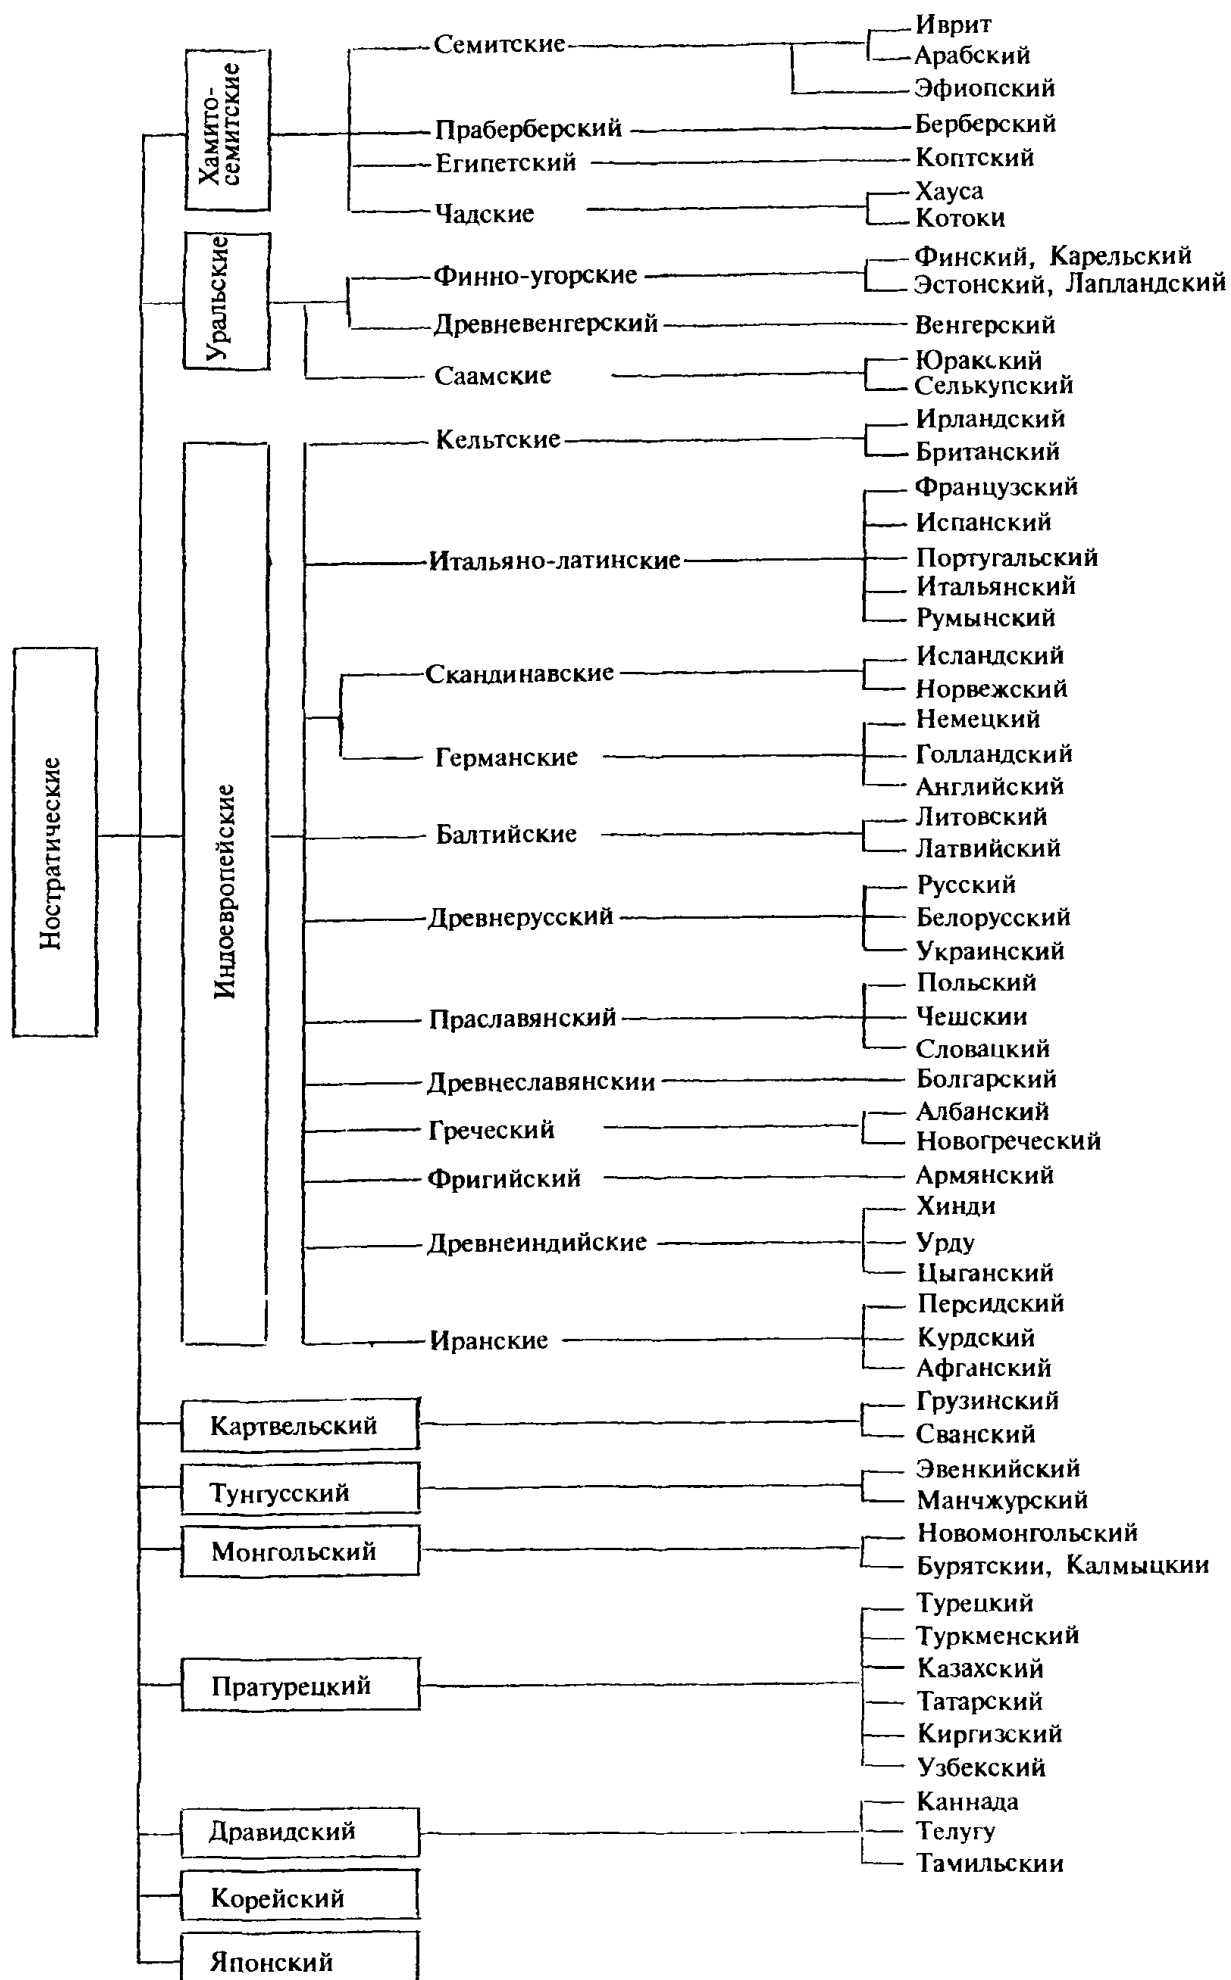 Ностратические
Хамито-
семитские
Семитские
Иврит
Арабский
Эфиопский
Праберберский
Берберский
Египетский
Коптский
Чадские
Хауса
Котоки
Уральские
Финно-угорские
Финский, Карельский
Эстонский, Лапландский
Древневенгерский
Венгерский
Саамские
Юракский
Селькупский
Индоевропейские
Кельтские
Ирландский
Британский
Итальяно-латинские
Французский
Испанский
Португальский
Итальянский
Румынский
Скандинавские
Исландский
Норвежский
Германские
Немецкий
Голландский
Английский
Балтийские
Литовский
Латвийский
Древнерусский
Русский
Белорусский
Украинский
Праславянский
Польский
Чешскии
Словацкий
Древнеславянскии
Болгарский
Греческий
Албанский
Новогреческий
Фригийский
Армянский
Древнеиндийские
Хинди
Урду
Цыганский
Иранские
Персидский
Курдский
Афганский
Картвельский
Грузинский
Сванский
Тунгусский
Эвенкийский
Манчжурский
Монгольский
Новомонгольский
Бурятскии, Калмыцкии
Пратурецкий
Турецкий
Туркменский
Казахский
Татарский
Киргизский
Узбекский
Дравидский
Каннада
Телугу
Тамильскии
Корейский
Японский